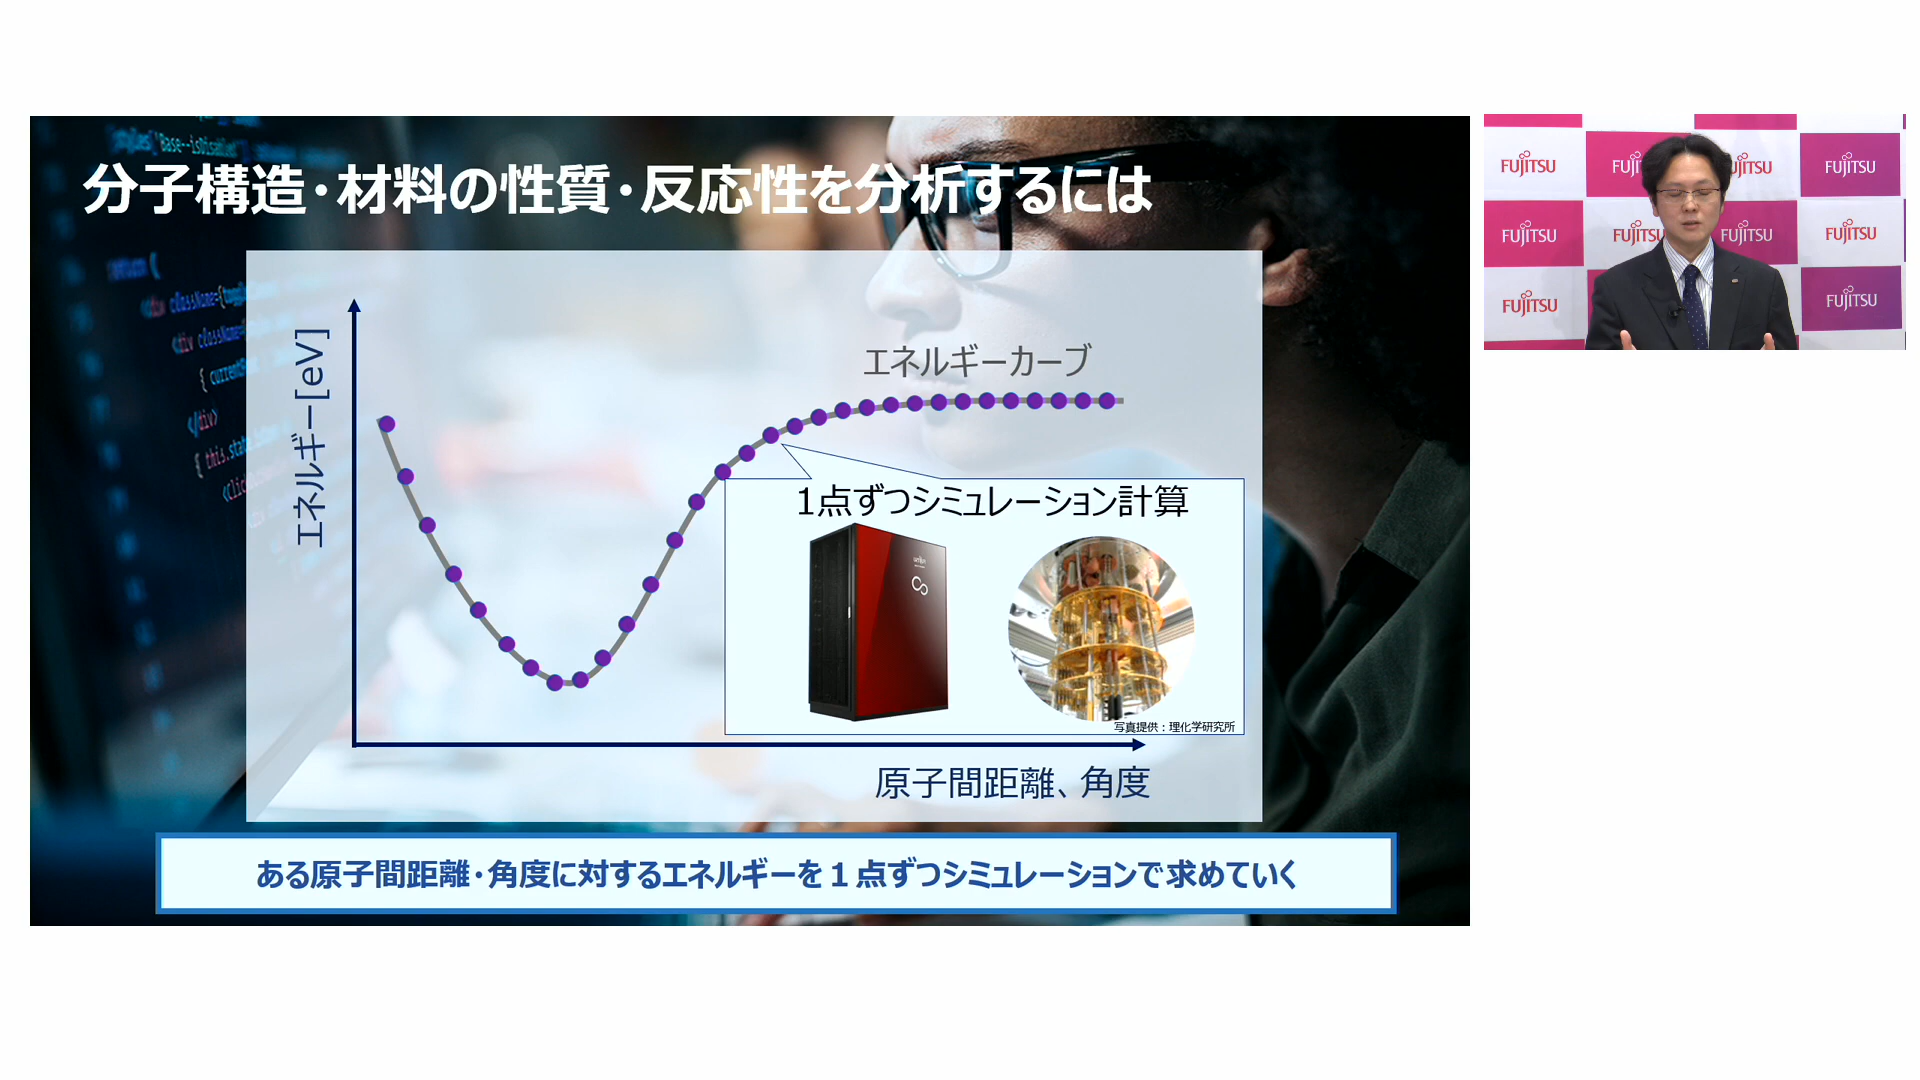 分子構造・材料の性質・反応性を分析するには
エネルギー[eV]
エネルギーカーブ
1点ずつシミュレーション計算
写真提供：理化学研究所
原子間距離、角度
ある原子間距離・角度に対するエネルギーを１点ずつシミュレーションで求めていく
FUJITSU
FUJITSU
FUJITSU
FUJITSU
FUJITSU
FUJITSU
FUJITSU
FUJITSU
FUJITSU